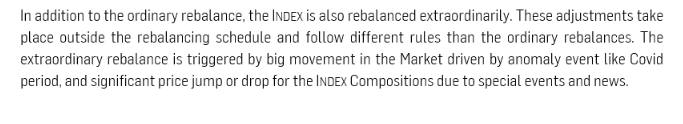 In addition to the ordinary rebalance, the INDEX is also rebalanced extraordinarily. These adjustments take
place outside the rebalancing schedule and follow different rules than the ordinary rebalances. The
extraordinary rebalance is triggered by big movement in the Market driven by anomaly event like Covid
period, and significant price jump or drop for the INDEX Compositions due to special events and news.